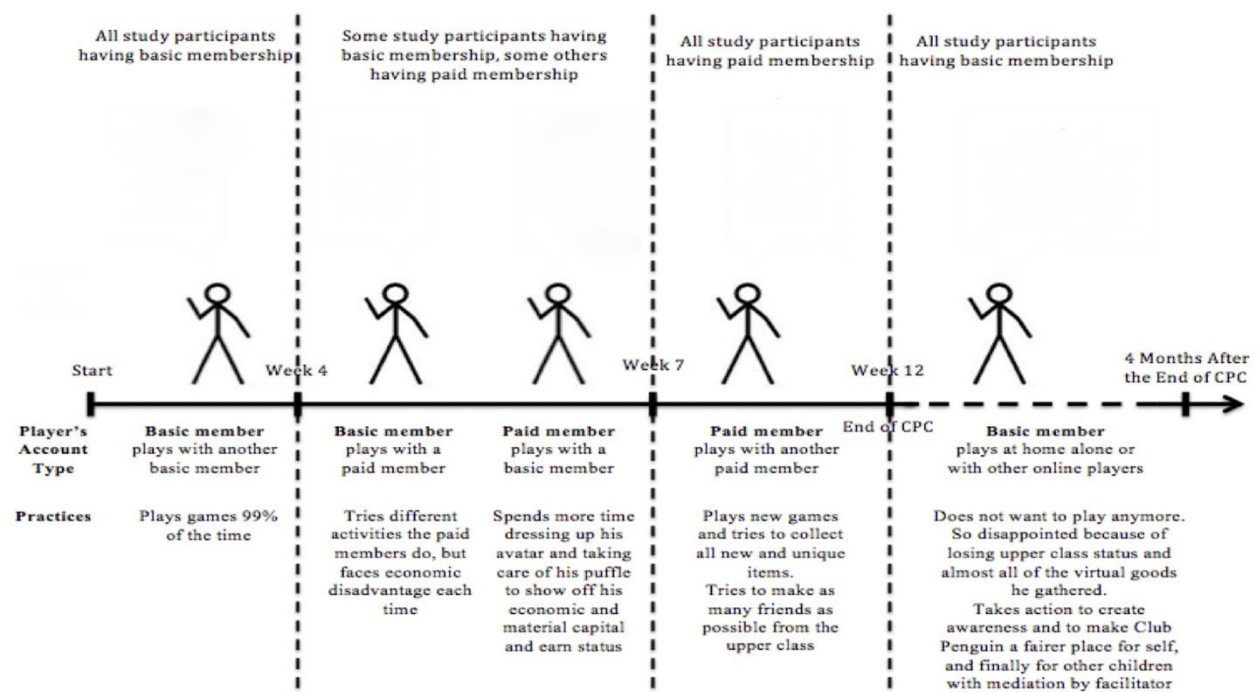 All study participants
having basic membership
Some study participants having
basic membership, some others
having paid membership
All study participants
having paid membership
All study participants
having basic membership
Start
Week 4
Week 7
Week 12
4 Months After
the End of CPC
End of CPC
Player's
Account
Type
Basic member
plays with another
basic member
Basic member
plays with a
paid member
Paid member
plays with a
basic member
Paid member
plays with another
paid member
Basic member
plays at home alone or
with other online players
Practices
Plays games 99%
of the time
Tries different
activities the paid
members do, but
faces economic
disadvantage each
time
Spends more time
dressing up his
avatar and taking
care of his puffle
to show off his
economic and
material capital
and earn status
Plays new games
and tries to collect
all new and unique
items.
Tries to make as
many friends as
possible from the
upper class
Does not want to play anymore.
So disappointed because of
losing upper class status and
almost all of the virtual goods
he gathered.
Takes action to create
awareness and to make Club
Penguin a fairer place for self,
and finally for other children
with mediation by facilitator